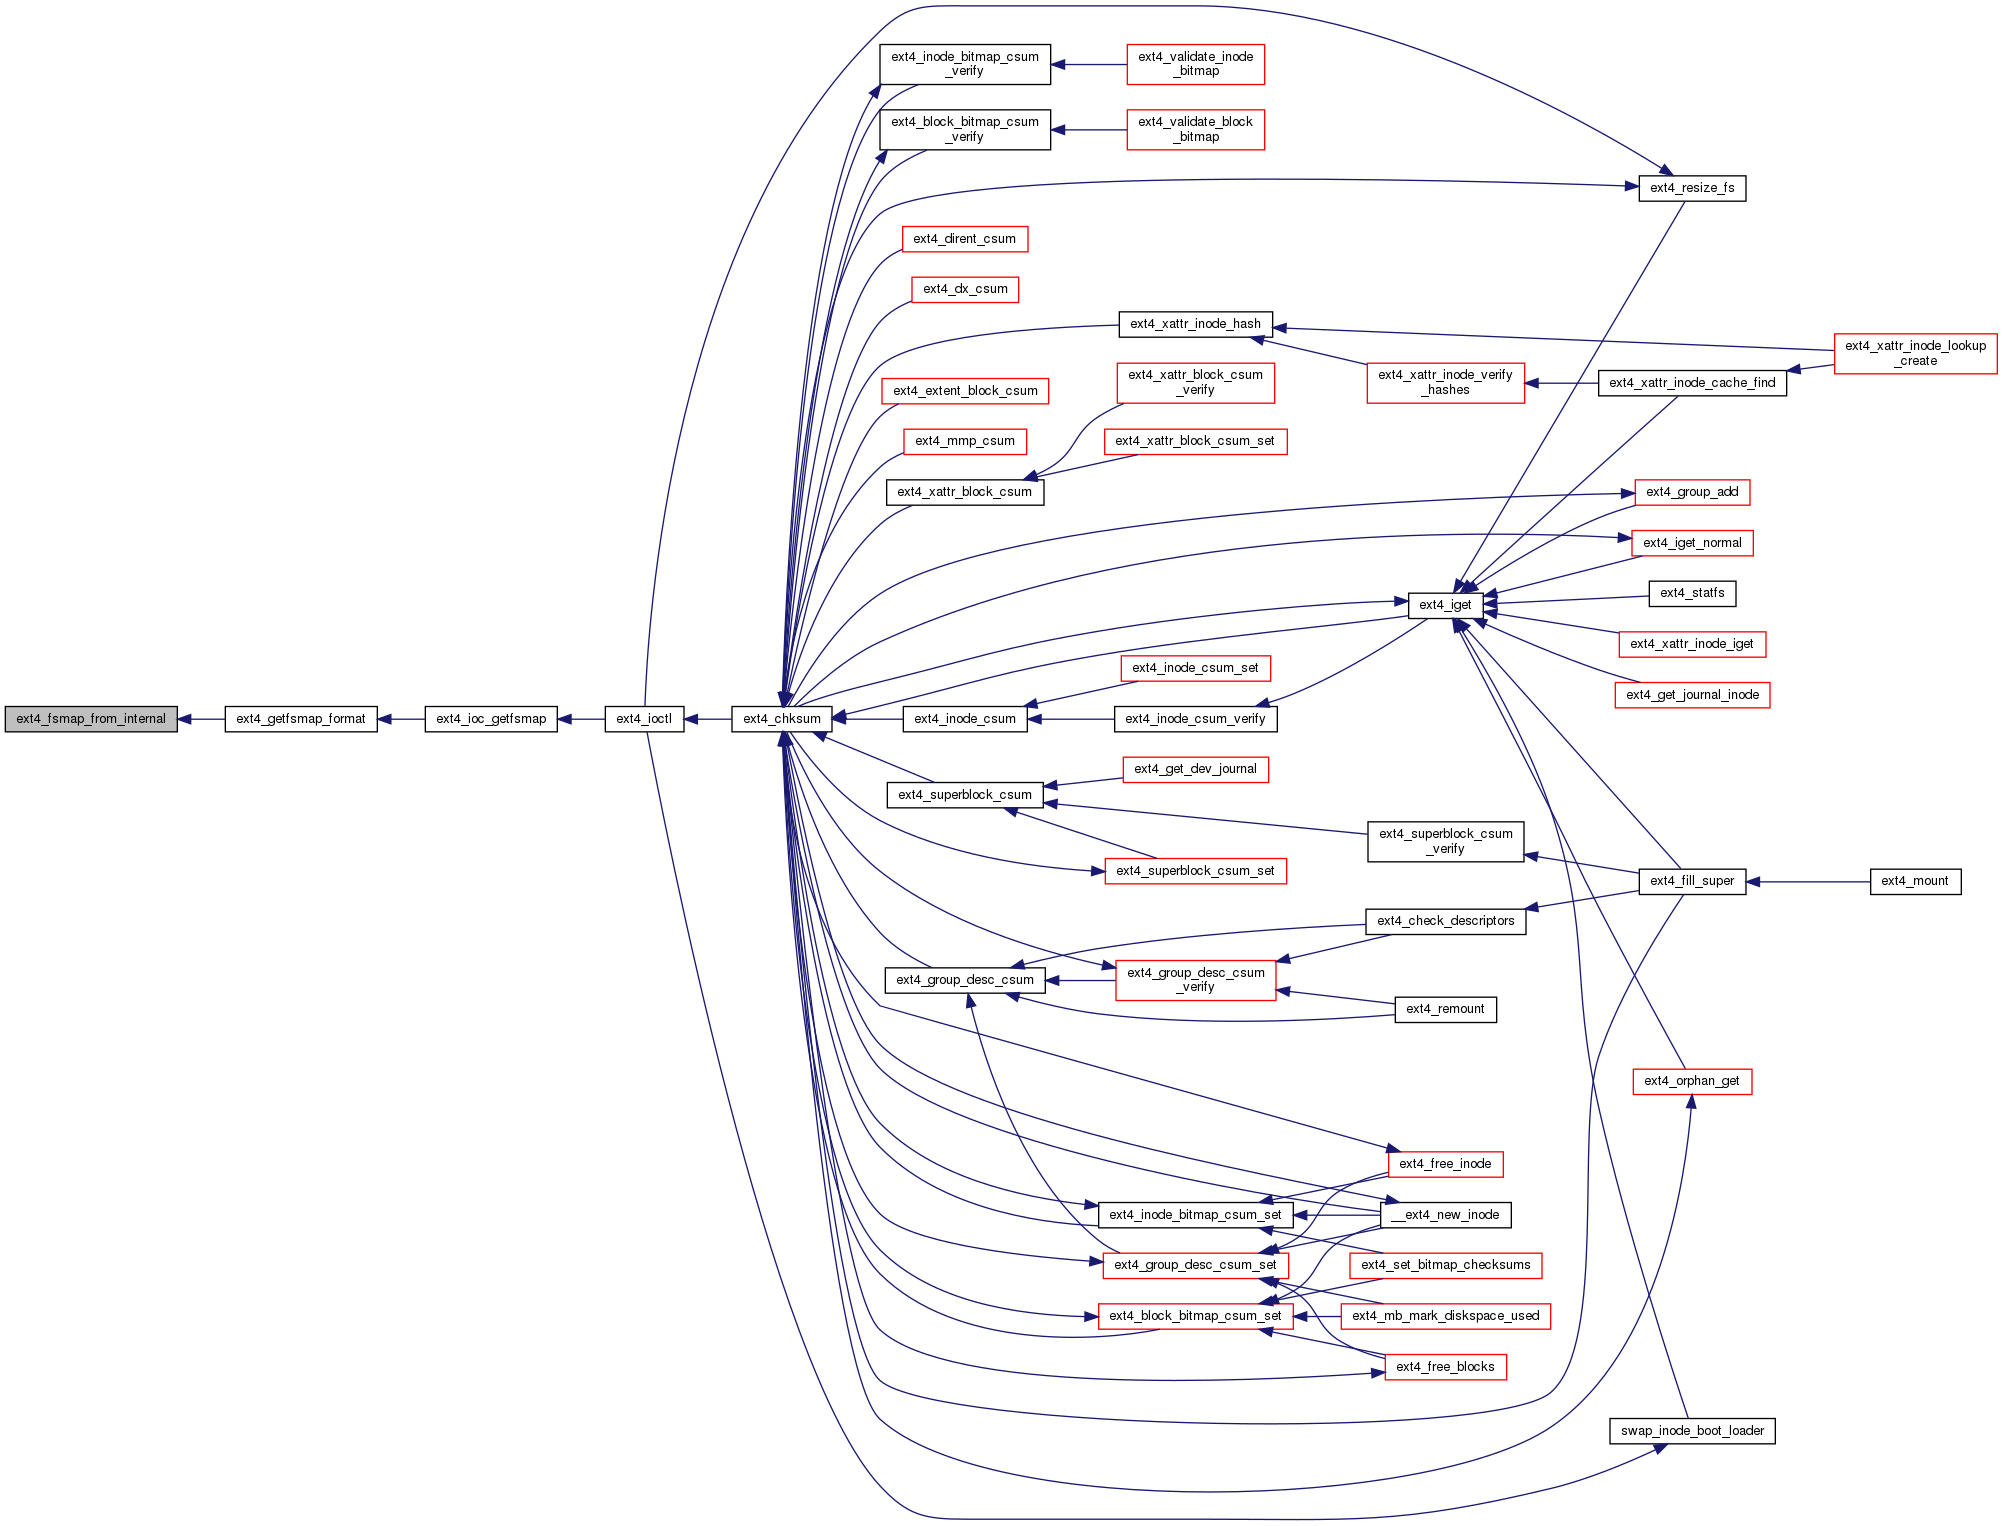 ext4_inode_bitmap_csum
_verify
ext4_validate_inode
_bitmap
ext4_block_bitmap_csum
_verify
ext4_validate_block
_bitmap
ext4_resize_fs
ext4_dirent_csum
ext4_dx_csum
ext4_xattr_inode_hash
ext4_xattr_inode_lookup
_create
ext4_xattr_block_csum
_verify
ext4_xattr_inode_verify
_hashes
ext4_xattr_inode_cache_find
ext4_extent_block_csum
ext4_mmp_csum
ext4_xattr_block_csum_set
ext4_xattr_block_csum
ext4_group_add
ext4_iget_normal
ext4_iget
ext4_statfs
ext4_xattr_inode_iget
ext4_inode_csum_set
ext4_get_journal_inode
ext4_fsmap_from_internal
ext4_getfsmap_format
ext4_ioc_getfsmap
ext4_ioctl
ext4_chksum
ext4_inode_csum
ext4_inode_csum_verify
ext4_get_dev_journal
ext4_superblock_csum
ext4_superblock_csum
_verify
ext4_superblock_csum_set
ext4_fill_super
ext4_mount
ext4_check_descriptors
ext4_group_desc_csum
ext4_group_desc_csum
_verify
ext4_remount
ext4_orphan_get
ext4_free_inode
ext4_inode_bitmap_csum_set
__ext4_new_inode
ext4_group_desc_csum_set
ext4_set_bitmap_checksums
ext4_block_bitmap_csum_set
ext4_mb_mark_diskspace_used
ext4_free_blocks
swap_inode_boot_loader